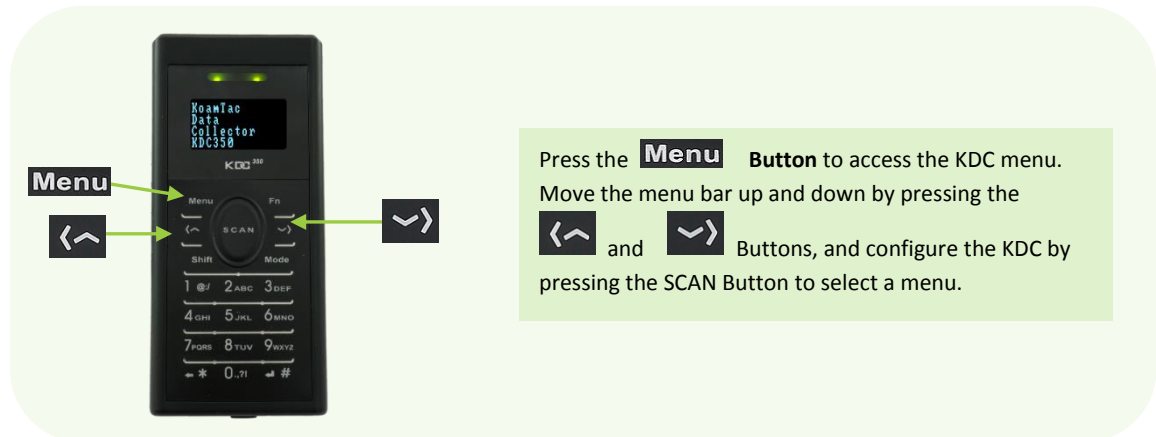 KoamTac
Data
Collector
KDC350
KDC 350
Menu
Menu Fn
SCAN
Shift Mode
1 @:/ 2 ABC 3 DEF
4 GHI 5 JKL 6 MNO
7 PQRS 8 TUV 9 WXYZ
* 0 .,?! #
Press the Menu Button to access the KDC menu.
Move the menu bar up and down by pressing the
and Buttons, and configure the KDC by
pressing the SCAN Button to select a menu.